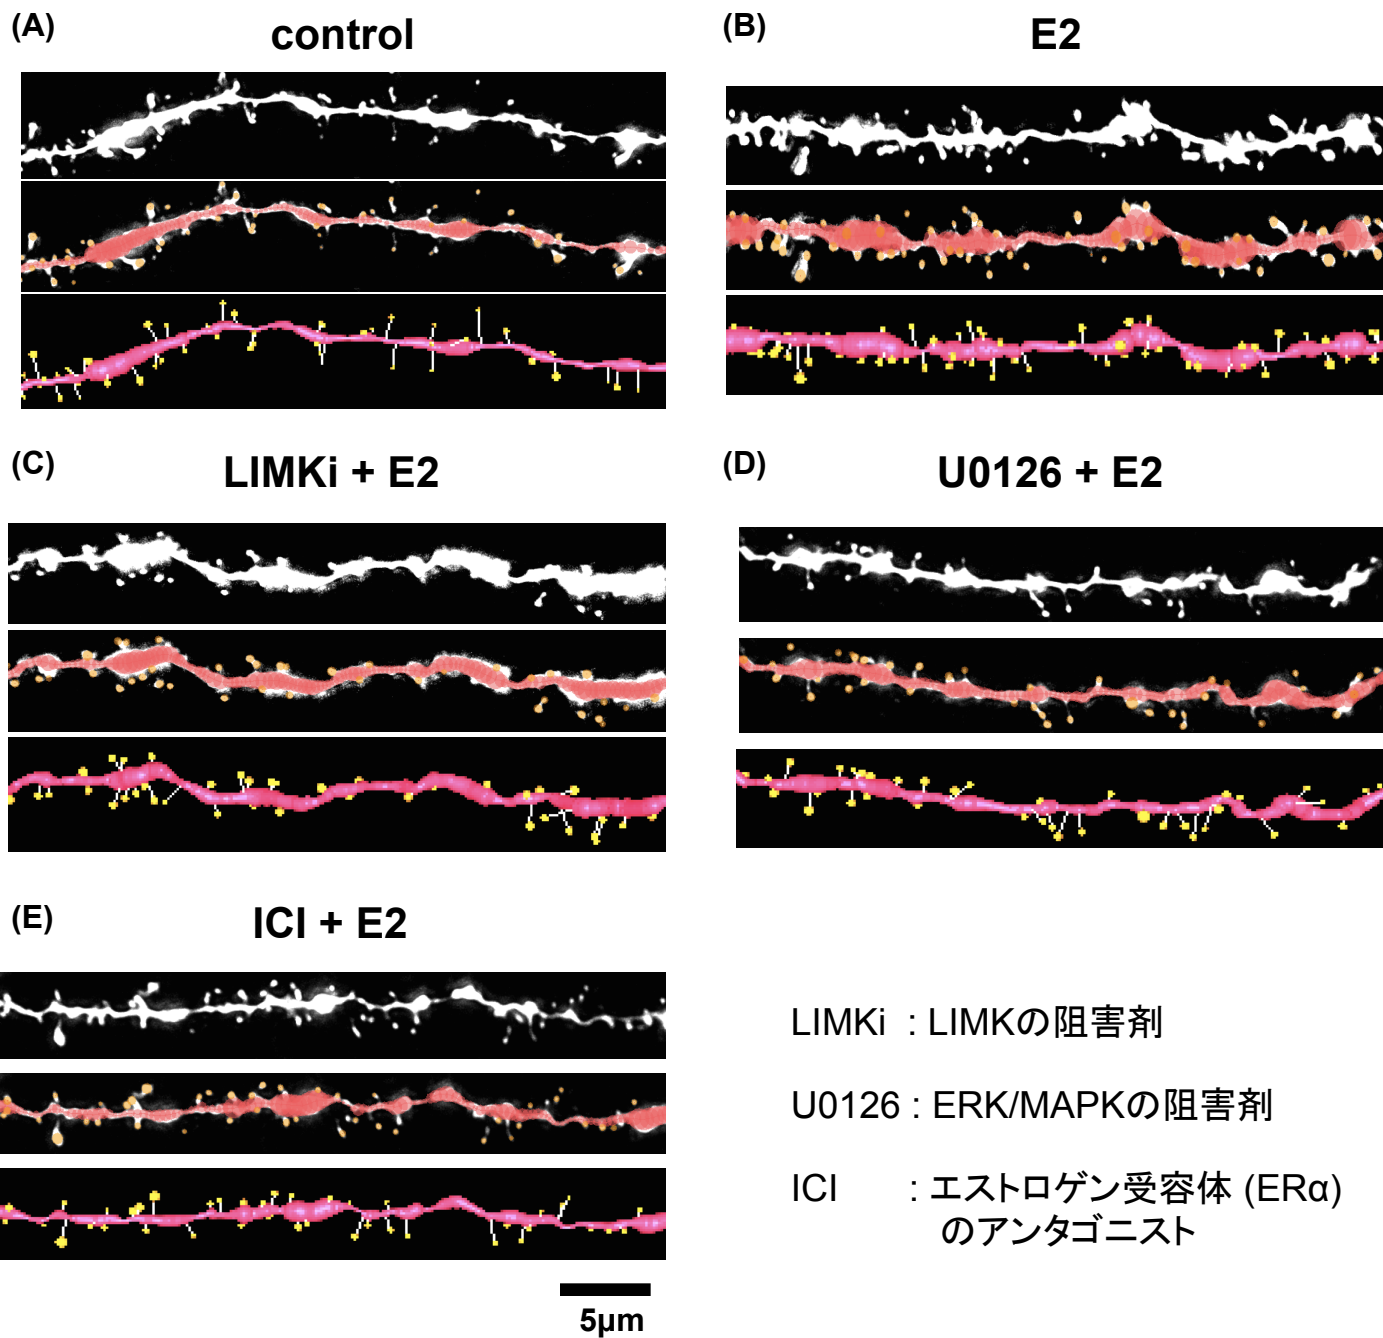 (A)
control
(B)
E2
(C)
LIMKi + E2
(D)
U0126 + E2
(E)
ICI + E2
LIMKi : LIMKの阻害剤
U0126 : ERK/MAPKの阻害剤
ICI : エストロゲン受容体 (ERα)
のアンタゴニスト
5μm